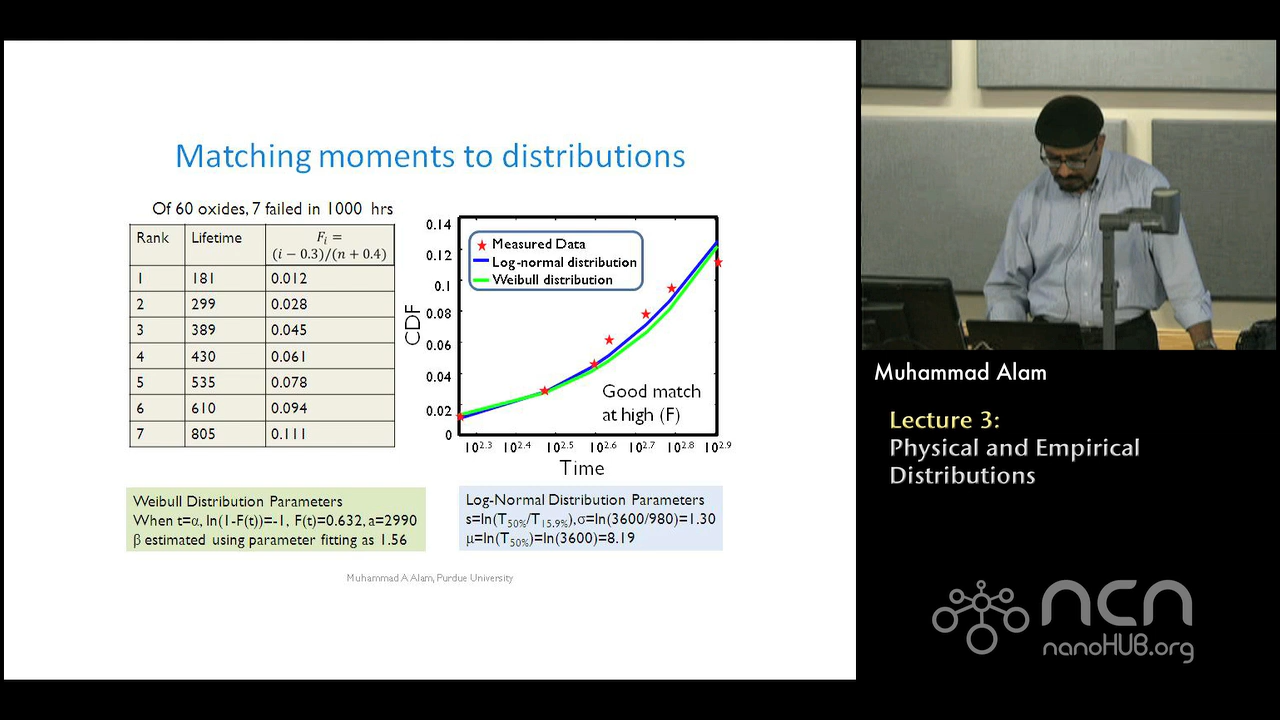 Matching moments to distributions
Of 60 oxides, 7 failed in 1000 hrs
Rank Lifetime Fᵢ = (i − 0.3)/(n + 0.4)
1 181 0.012
2 299 0.028
3 389 0.045
4 430 0.061
5 535 0.078
6 610 0.094
7 805 0.111
CDF
0.14
0.12
0.1
0.08
0.06
0.04
0.02
0
Measured Data
Log-normal distribution
Weibull distribution
Good match
at high (F)
10^2.3 10^2.4 10^2.5 10^2.6 10^2.7 10^2.8 10^2.9
Time
Weibull Distribution Parameters
When t=α, ln(1-F(t))=-1, F(t)=0.632, a=2990
β estimated using parameter fitting as 1.56
Log-Normal Distribution Parameters
s=ln(T50%/T15.9%),σ=ln(3600/980)=1.30
μ=ln(T50%)=ln(3600)=8.19
Muhammad A Alam, Purdue University
Muhammad Alam
Lecture 3:
Physical and Empirical
Distributions
ncn
nanoHUB.org